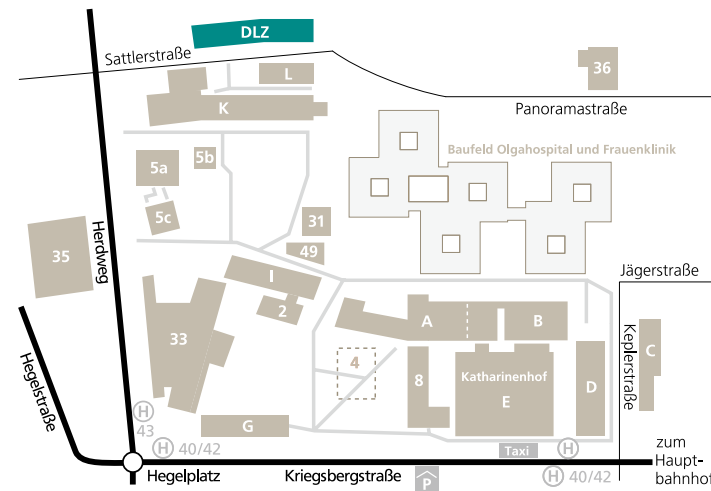 DLZ
Sattlerstraße
L
36
K
Panoramastraße
Baufeld Olgahospital und Frauenklinik
5b
5a
5c
31
Herdweg
49
35
I
Jägerstraße
2
A
B
33
Keplerstraße
C
Hegelstraße
4
8
Katharinenhof
D
E
H
43
G
H 40/42
Taxi
H
zum
Haupt-
bahnhof
Hegelplatz
Kriegsbergstraße
P
H 40/42